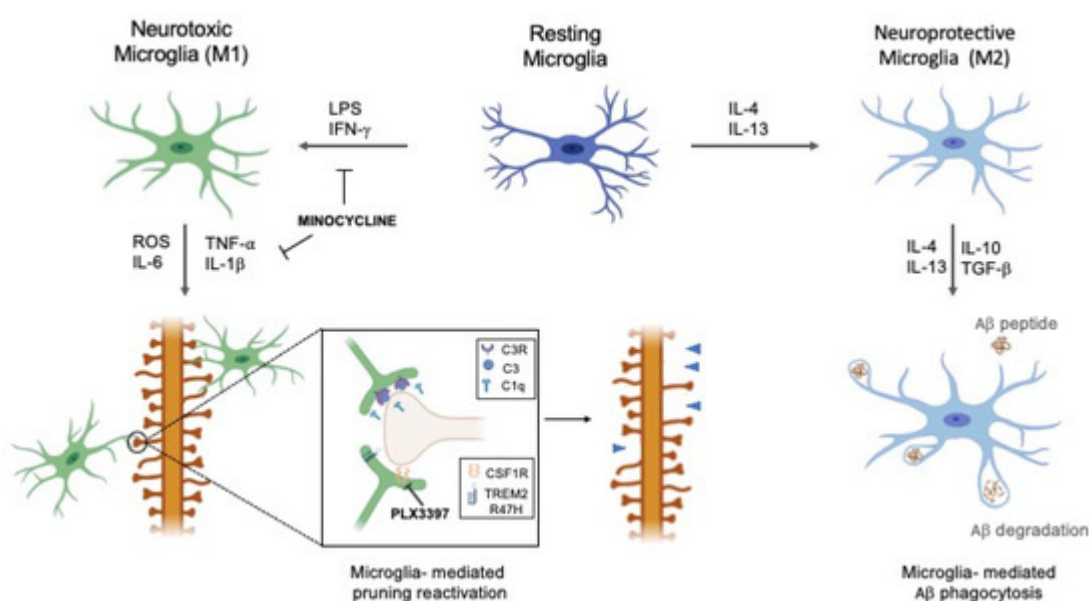 Neurotoxic
Microglia (M1)
Resting
Microglia
Neuroprotective
Microglia (M2)
LPS
IFN-γ
IL-4
IL-13
MINOCYCLINE
ROS
IL-6
TNF-α
IL-1β
IL-4
IL-13
IL-10
TGF-β
C3R
C3
C1q
CSF1R
TREM2
R47H
PLX3397
Microglia- mediated
pruning reactivation
Aβ peptide
Aβ degradation
Microglia- mediated
Aβ phagocytosis